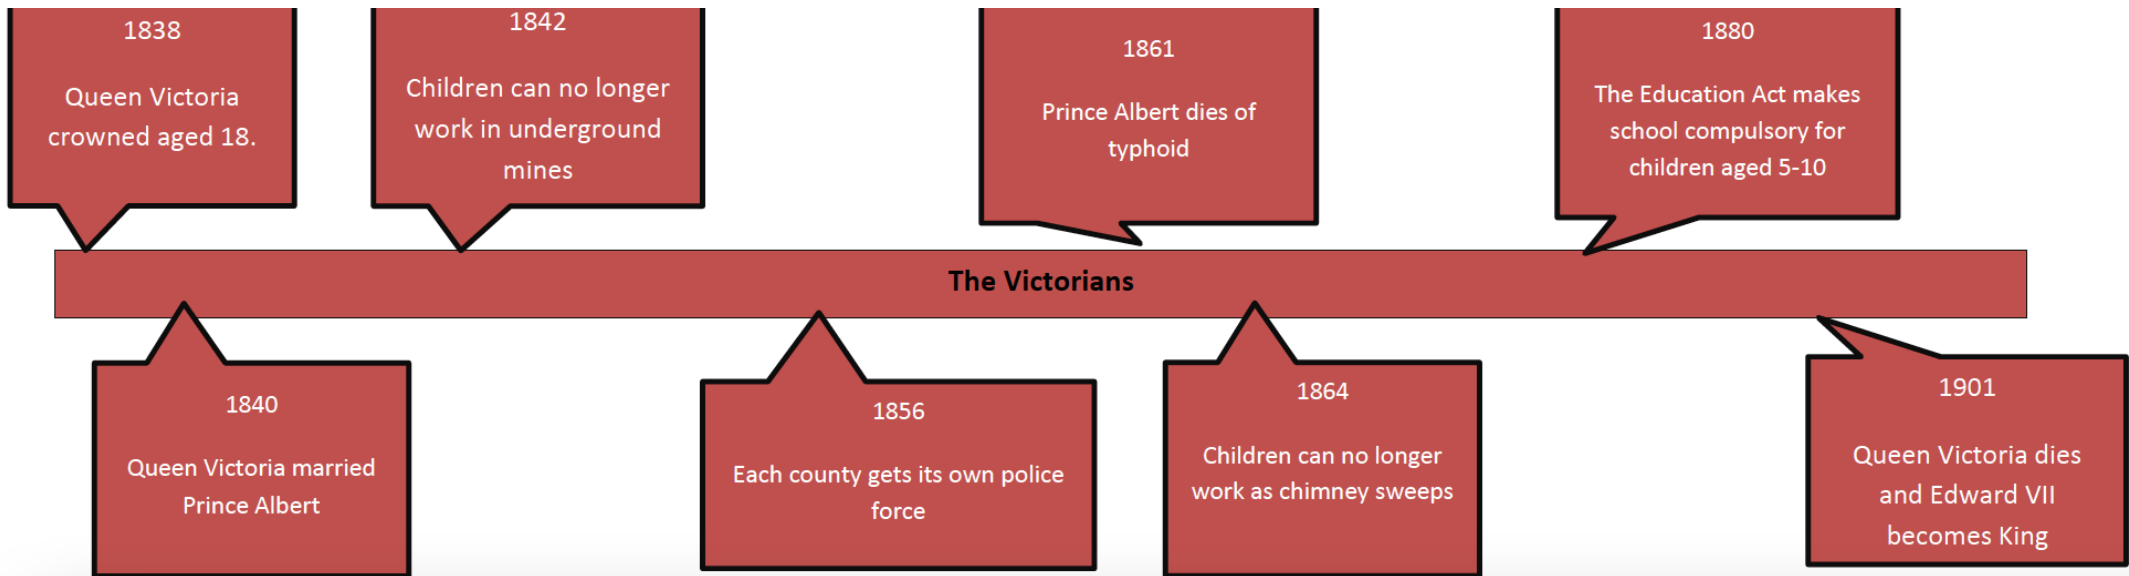 1838
Queen Victoria
crowned aged 18.
1842
Children can no longer
work in underground
mines
1861
Prince Albert dies of
typhoid
1880
The Education Act makes
school compulsory for
children aged 5-10
The Victorians
1840
Queen Victoria married
Prince Albert
1856
Each county gets its own police
force
1864
Children can no longer
work as chimney sweeps
1901
Queen Victoria dies
and Edward VII
becomes King